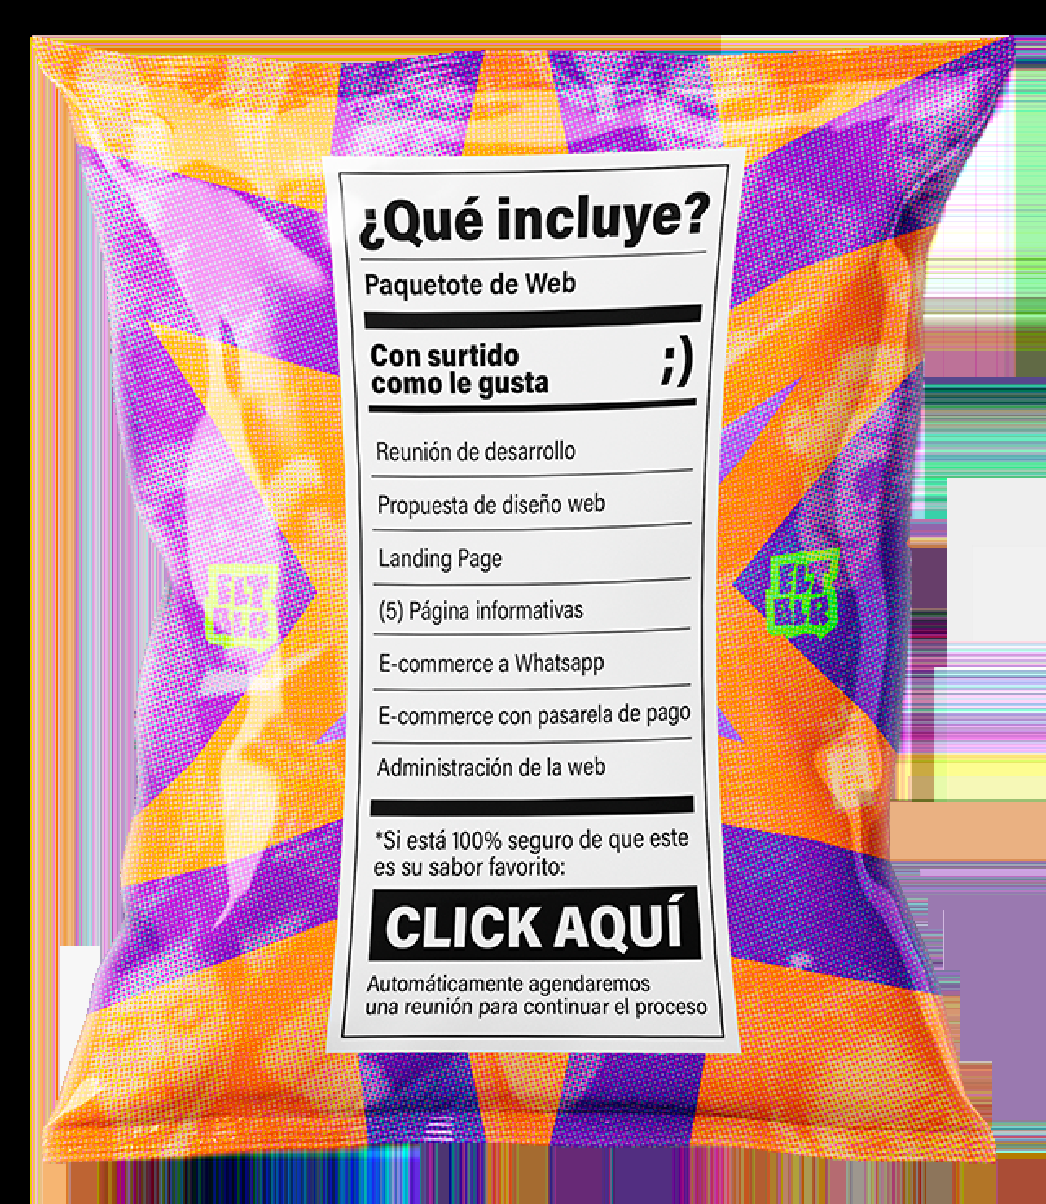 ¿Qué incluye?
Paquetote de Web
Con surtido
como le gusta
;)
Reunión de desarrollo
Propuesta de diseño web
Landing Page
(5) Página informativas
E-commerce a Whatsapp
E-commerce con pasarela de pago
Administración de la web
*Si está 100% seguro de que este
es su sabor favorito:
CLICK AQUÍ
Automáticamente agendaremos
una reunión para continuar el proceso